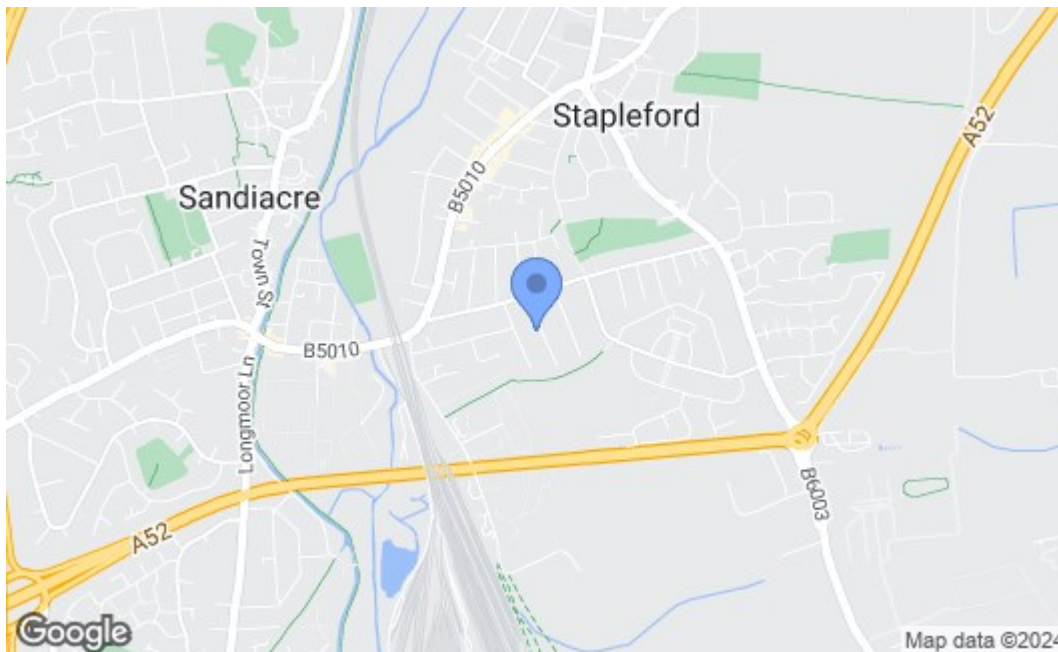 Stapleford
A52
Sandiacre
B5010
Town St
B5010
Longmoor Ln
B6003
A52
Google
Map data ©2024